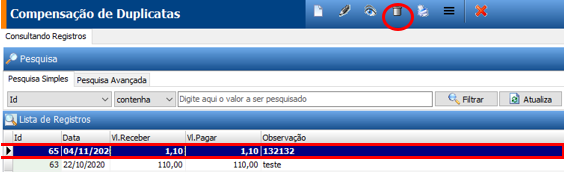 Compensação de Duplicatas
Consultando Registros
Pesquisa
Pesquisa Simples Pesquisa Avançada
Id contenha Digite aqui o valor a ser pesquisado Filtrar Atualiza
Lista de Registros
Id Data Vl.Receber Vl.Pagar Observação
65 04/11/202 1,10 1,10 132132
63 22/10/2020 110,00 110,00 teste